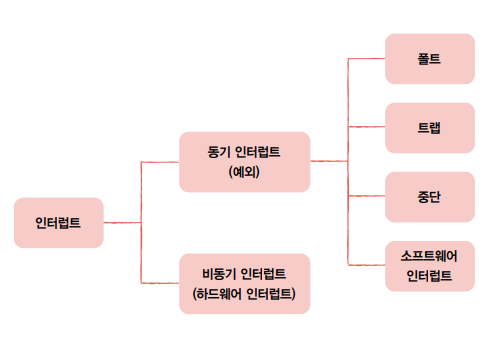 인터럽트
동기 인터럽트
(예외)
비동기 인터럽트
(하드웨어 인터럽트)
폴트
트랩
중단
소프트웨어
인터럽트